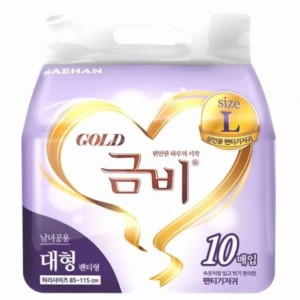 SAEHAN
size
L
성인용 팬티기저귀
GOLD
편안한 하루의 시작
금비®
남녀공용
대형 팬티형
허리사이즈 85~115 cm
10매입
속옷처럼 입고 벗기 편리한
팬티기저귀